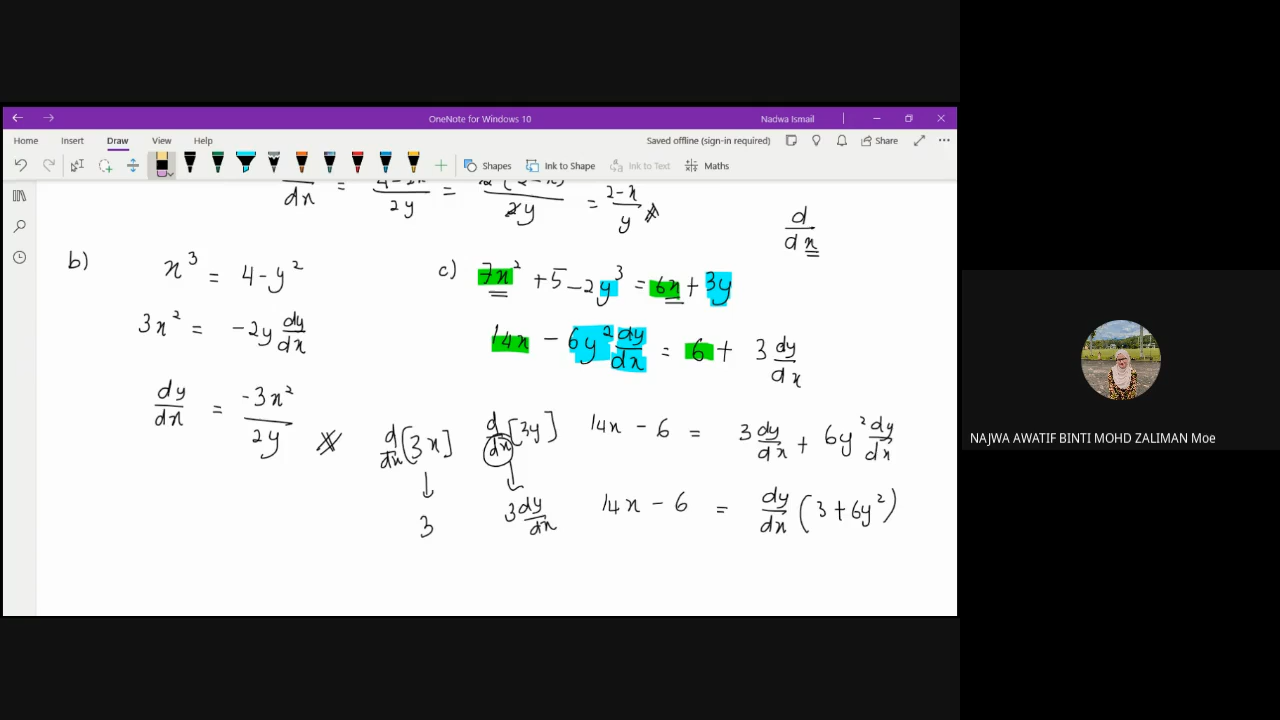 OneNote for Windows 10
Nadwa Ismail
Home Insert Draw View Help
Saved offline (sign-in required)
Share
Shapes Ink to Shape Ink to Text Maths
dx = 2y = 2y = 2-x/y
d/dx
b) x³ = 4-y²
3x² = -2y dy/dx
dy/dx = -3x²/2y
c) 7x² + 5 - 2y³ = 6x + 3y
14x - 6y² dy/dx = 6 + 3 dy/dx
d/dx [3x]
3
d/dx [3y]
3 dy/dx
14x - 6 = 3 dy/dx + 6y² dy/dx
14x - 6 = dy/dx (3 + 6y²)
NAJWA AWATIF BINTI MOHD ZALIMAN Moe